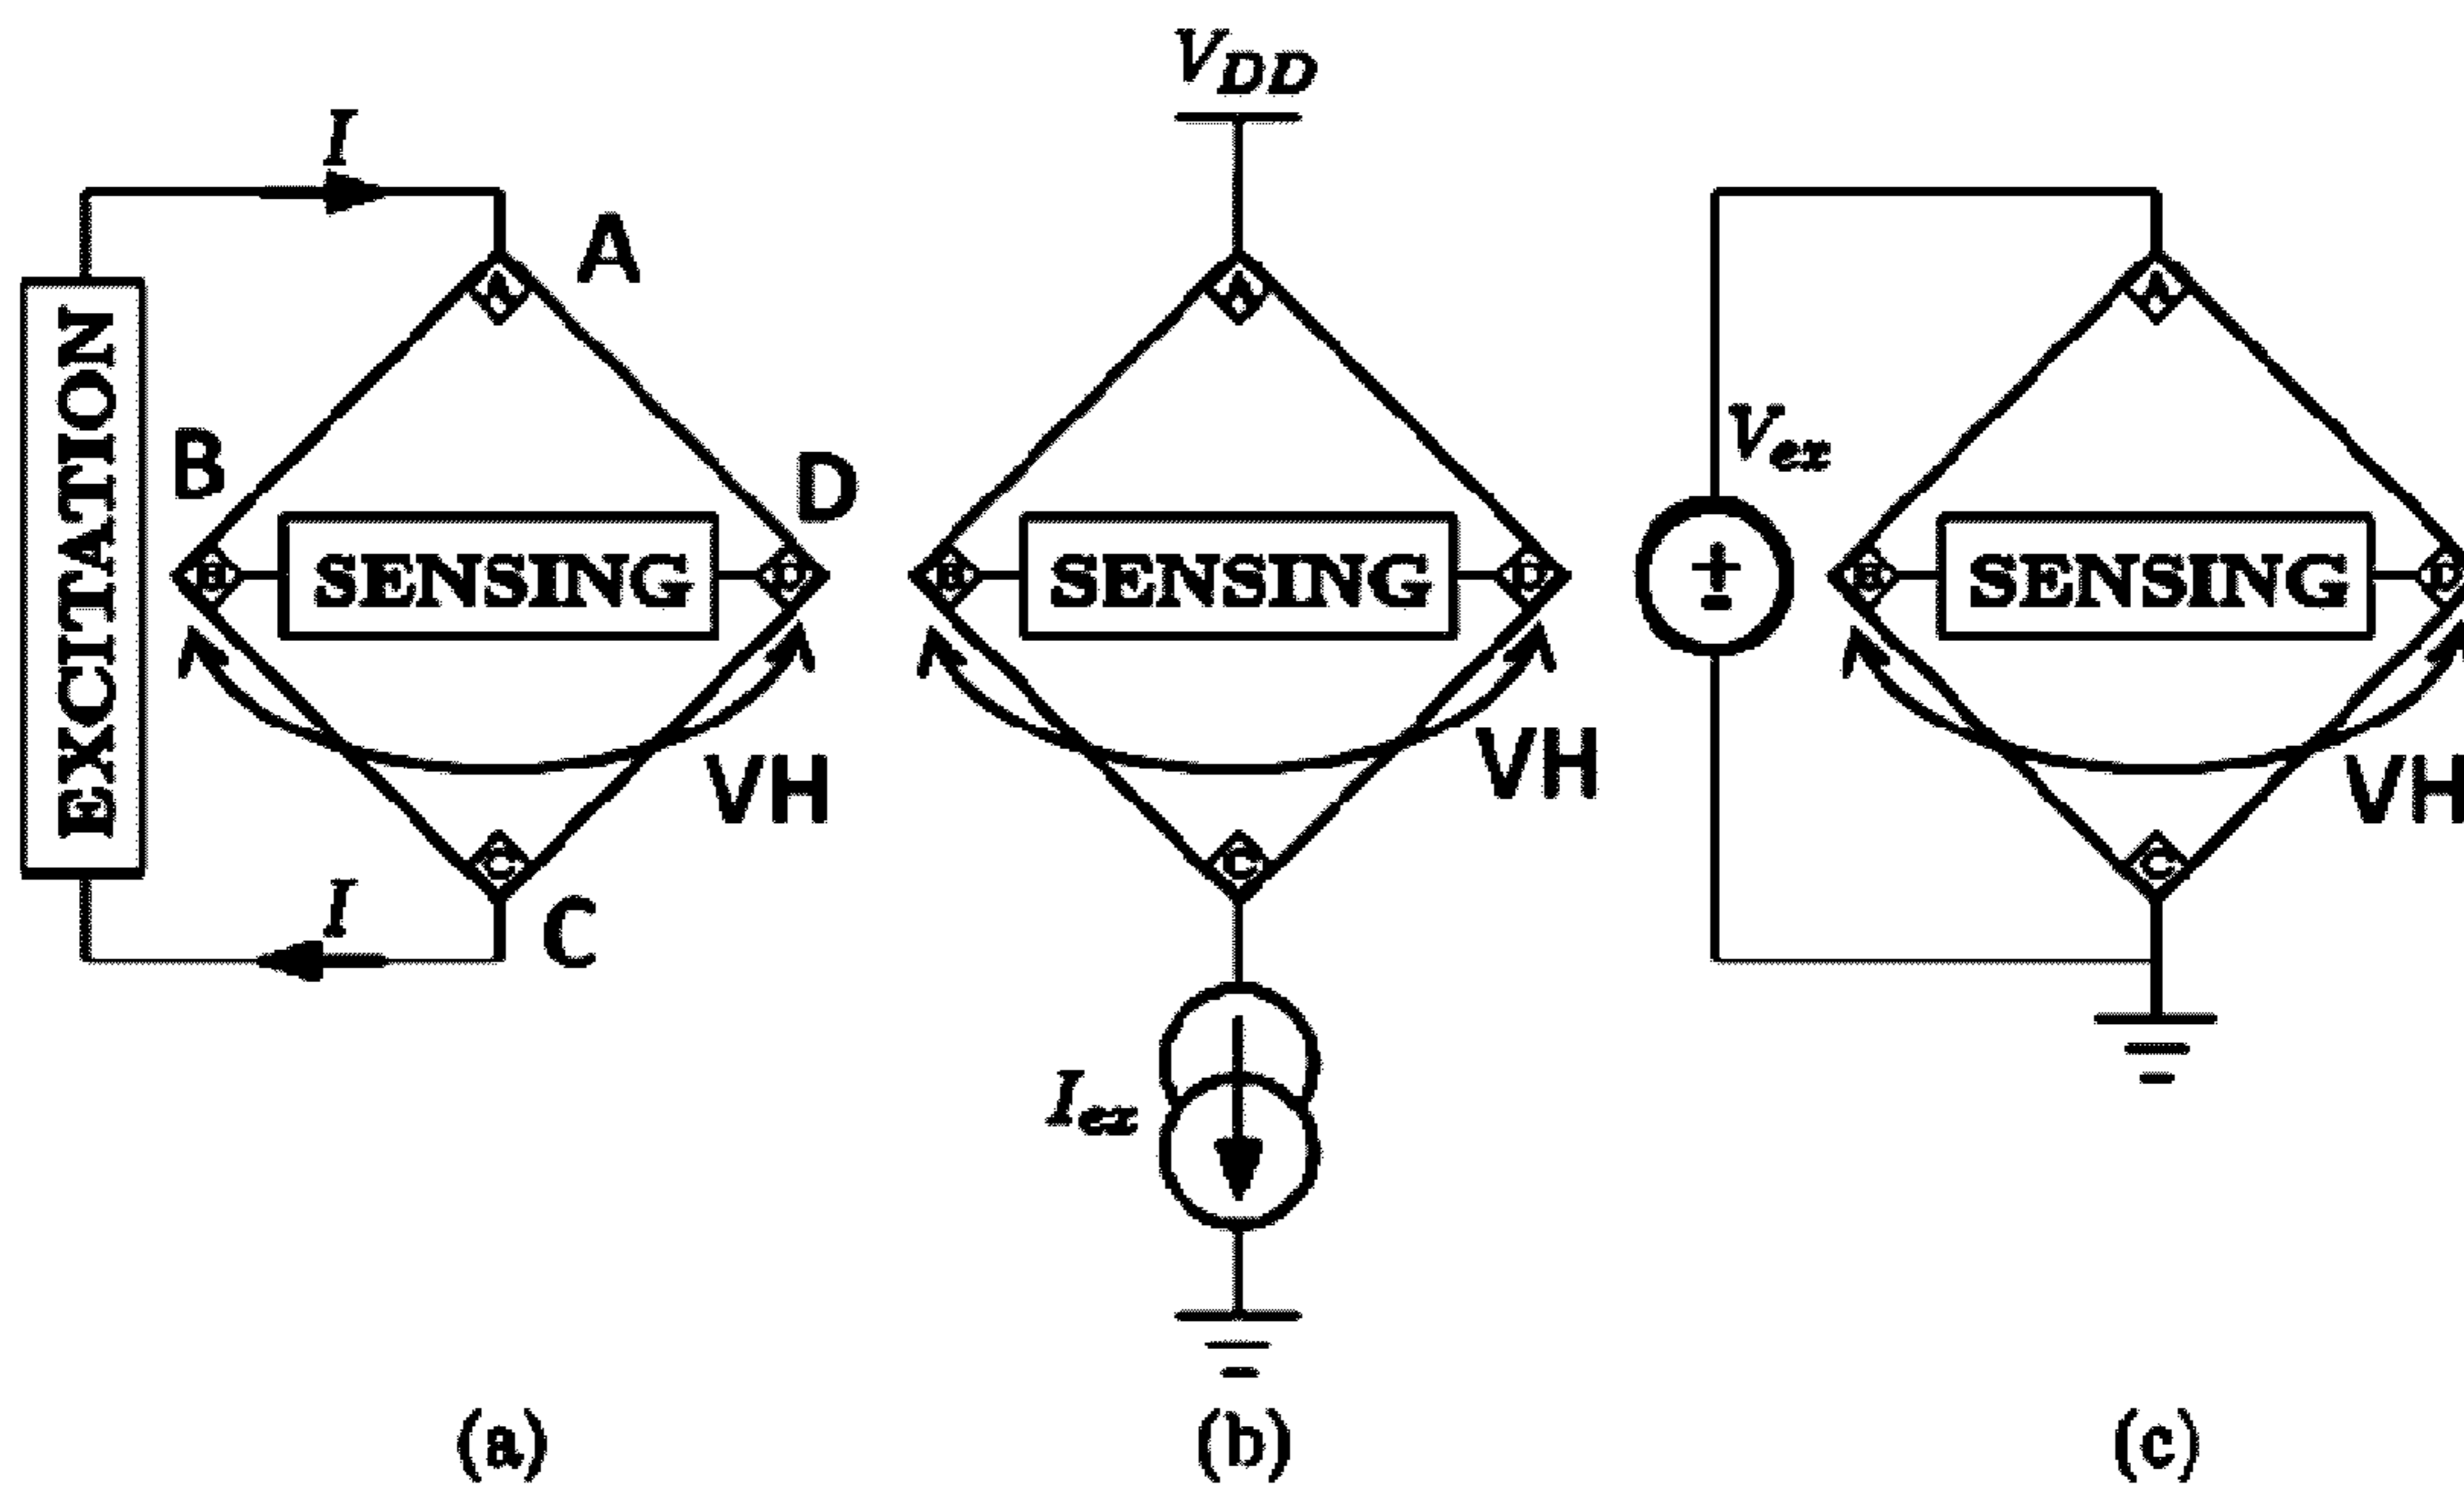 I
A
EXCITATION
B
D
A
B
SENSING
D
VH
C
I
C
(a)
V_DD
A
B
SENSING
D
VH
C
I_ex
(b)
V_ex
+
-
A
B
SENSING
VH
C
(c)